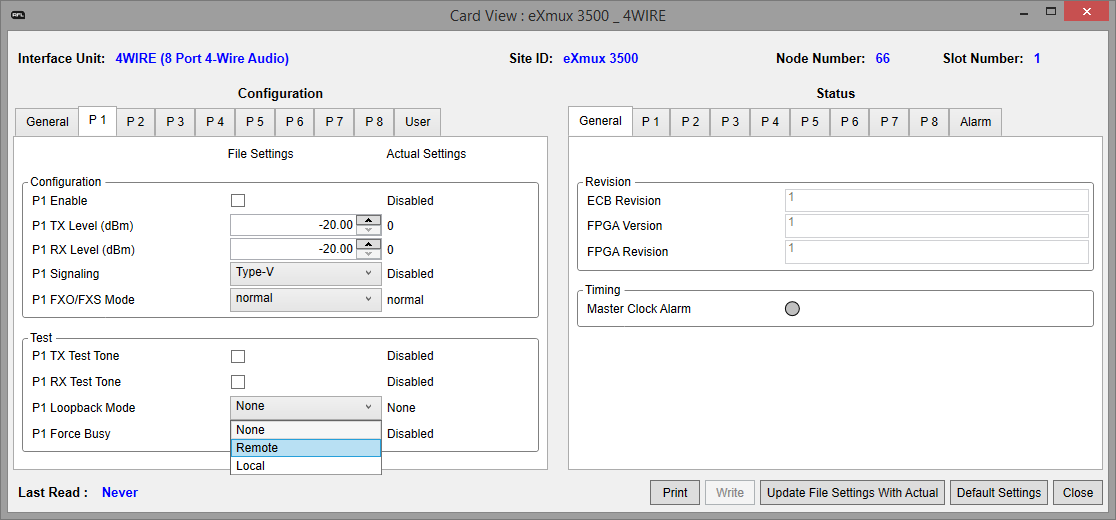 AFL
Card View : eXmux 3500 _ 4WIRE
Interface Unit: 4WIRE (8 Port 4-Wire Audio) Site ID: eXmux 3500 Node Number: 66 Slot Number: 1
Configuration
General P 1 P 2 P 3 P 4 P 5 P 6 P 7 P 8 User
File Settings Actual Settings
Configuration
P1 Enable Disabled
P1 TX Level (dBm) -20.00 0
P1 RX Level (dBm) -20.00 0
P1 Signaling Type-V Disabled
P1 FXO/FXS Mode normal normal
Test
P1 TX Test Tone Disabled
P1 RX Test Tone Disabled
P1 Loopback Mode None None
P1 Force Busy Disabled
None
Remote
Local
Status
General P 1 P 2 P 3 P 4 P 5 P 6 P 7 P 8 Alarm
Revision
ECB Revision 1
FPGA Version 1
FPGA Revision 1
Timing
Master Clock Alarm
Last Read : Never
Print Write Update File Settings With Actual Default Settings Close